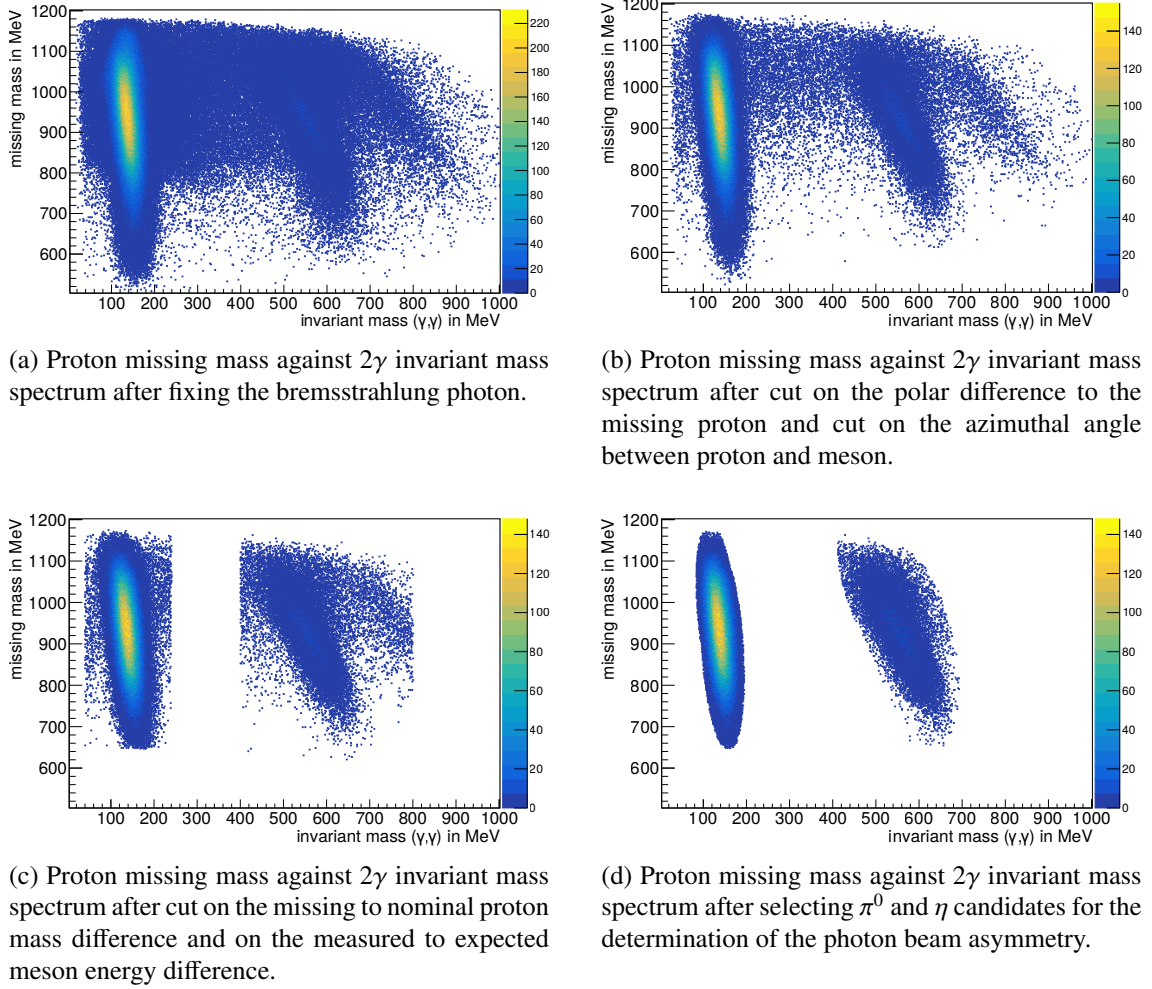 missing mass in MeV
1200
1100
1000
900
800
700
600
100 200 300 400 500 600 700 800 900 1000
invariant mass (γ,γ) in MeV
220
200
180
160
140
120
100
80
60
40
20
0
(a) Proton missing mass against 2γ invariant mass
spectrum after fixing the bremsstrahlung photon.
missing mass in MeV
1200
1100
1000
900
800
700
600
100 200 300 400 500 600 700 800 900 1000
invariant mass (γ,γ) in MeV
140
120
100
80
60
40
20
0
(b) Proton missing mass against 2γ invariant mass
spectrum after cut on the polar difference to the
missing proton and cut on the azimuthal angle
between proton and meson.
missing mass in MeV
1200
1100
1000
900
800
700
600
100 200 300 400 500 600 700 800 900 1000
invariant mass (γ,γ) in MeV
140
120
100
80
60
40
20
0
(c) Proton missing mass against 2γ invariant mass
spectrum after cut on the missing to nominal proton
mass difference and on the measured to expected
meson energy difference.
missing mass in MeV
1200
1100
1000
900
800
700
600
100 200 300 400 500 600 700 800 900 1000
invariant mass (γ,γ) in MeV
140
120
100
80
60
40
20
0
(d) Proton missing mass against 2γ invariant mass
spectrum after selecting π⁰ and η candidates for the
determination of the photon beam asymmetry.